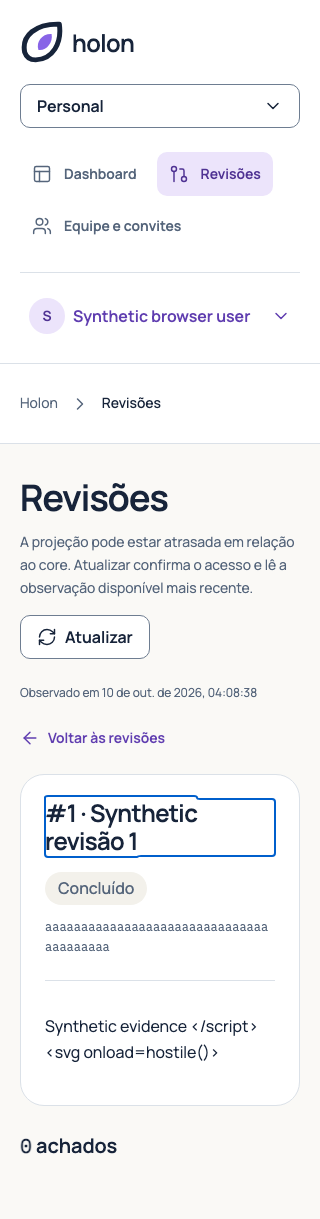 holon
Personal
Dashboard
Revisões
Equipe e convites
S
Synthetic browser user
Holon
Revisões
Revisões
A projeção pode estar atrasada em relação
ao core. Atualizar confirma o acesso e lê a
observação disponível mais recente.
Atualizar
Observado em 10 de out. de 2026, 04:08:38
Voltar às revisões
#1 · Synthetic
revisão 1
Concluído
aaaaaaaaaaaaaaaaaaaaaaaaaaaaaaa
aaaaaaaaa
Synthetic evidence </script>
<svg onload=hostile()>
0 achados